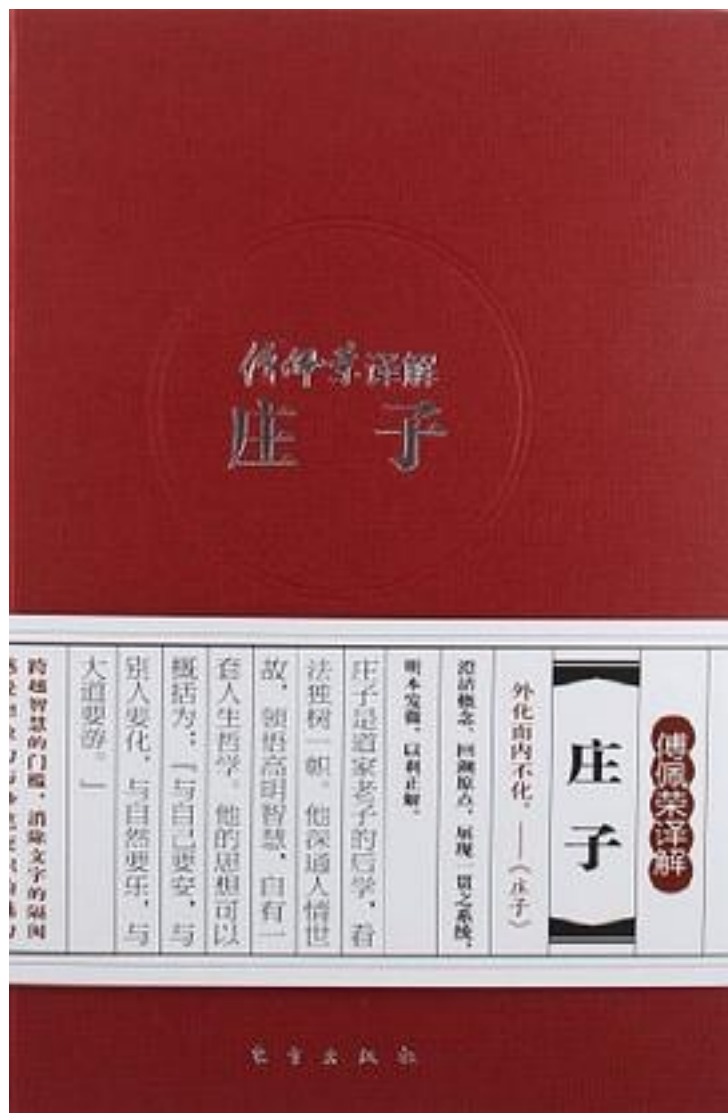 傅佩荣译解
庄 子
傅佩荣译解
庄子
外化而内不化。——《庄子》
澄清概念，回溯原点，展现一贯之系统，
明本发微，以利正解。
庄子是道家老子的后学，看
法独树一帜。他深通人情世
故，领悟高明智慧，自有一
套人生哲学。他的思想可以
概括为：「与自己要安，与
别人要化，与自然要乐，与
大道要游。」
跨越智慧的门槛，消除文字的隔阂
东方出版社